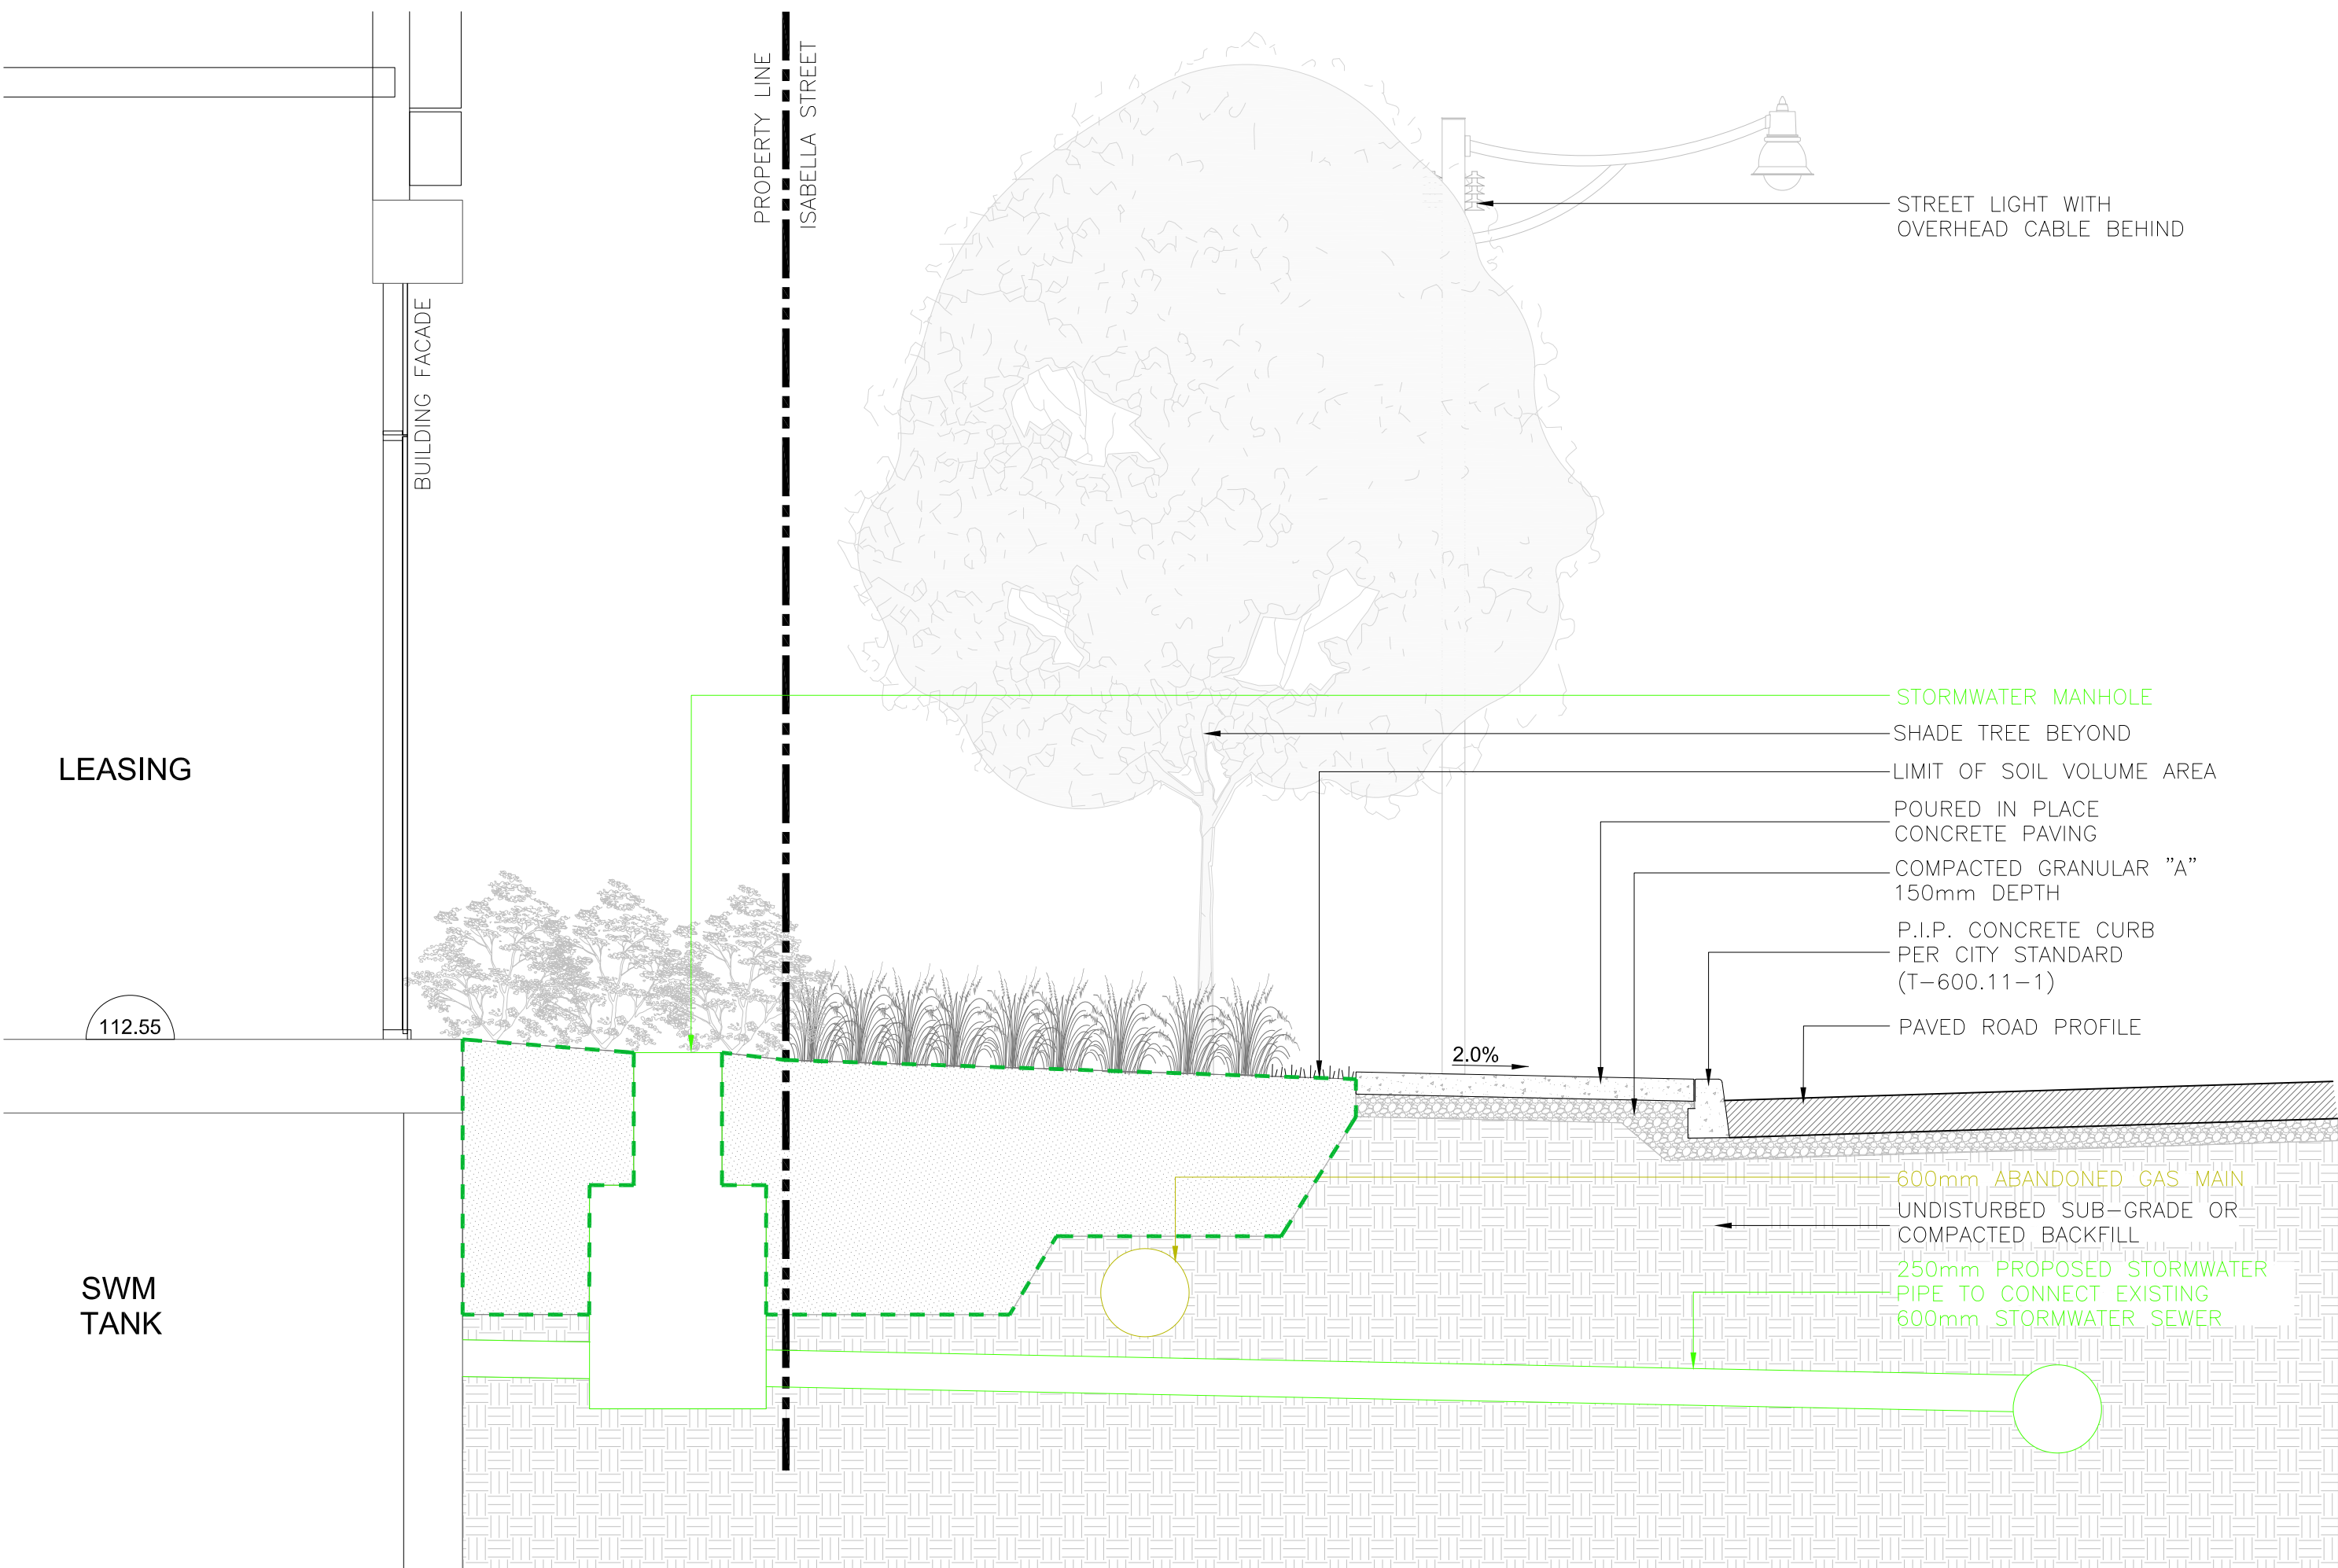 PROPERTY LINE
ISABELLA STREET
STREET LIGHT WITH
OVERHEAD CABLE BEHIND
BUILDING FACADE
STORMWATER MANHOLE
SHADE TREE BEYOND
LEASING
LIMIT OF SOIL VOLUME AREA
POURED IN PLACE
CONCRETE PAVING
COMPACTED GRANULAR "A"
150mm DEPTH
P.I.P. CONCRETE CURB
PER CITY STANDARD
(T-600.11-1)
112.55
PAVED ROAD PROFILE
2.0%
600mm ABANDONED GAS MAIN
UNDISTURBED SUB-GRADE OR
COMPACTED BACKFILL
SWM
TANK
250mm PROPOSED STORMWATER
PIPE TO CONNECT EXISTING
600mm STORMWATER SEWER